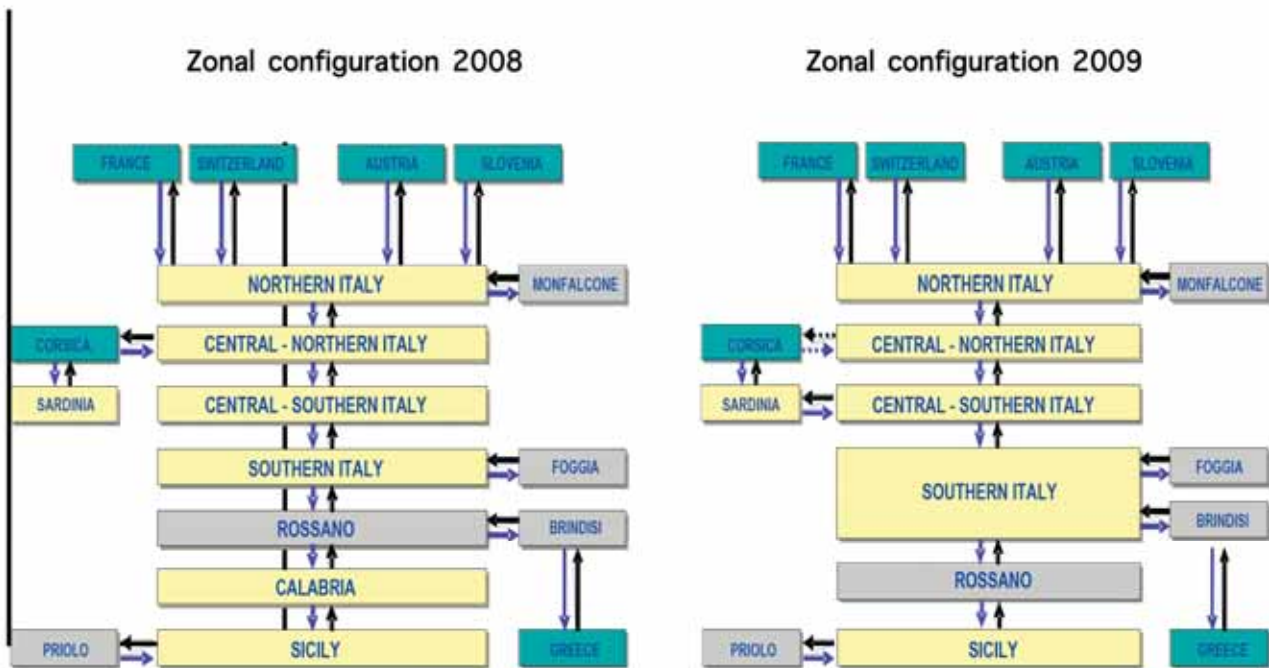 Zonal configuration 2008
FRANCE
SWITZERLAND
AUSTRIA
SLOVENIA
NORTHERN ITALY
MONFALCONE
CORSICA
CENTRAL - NORTHERN ITALY
SARDINIA
CENTRAL - SOUTHERN ITALY
SOUTHERN ITALY
FOGGIA
ROSSANO
BRINDISI
CALABRIA
PRIOLO
SICILY
GREECE
Zonal configuration 2009
FRANCE
SWITZERLAND
AUSTRIA
SLOVENIA
NORTHERN ITALY
MONFALCONE
CORSICA
CENTRAL - NORTHERN ITALY
SARDINIA
CENTRAL - SOUTHERN ITALY
SOUTHERN ITALY
FOGGIA
BRINDISI
ROSSANO
PRIOLO
SICILY
GREECE